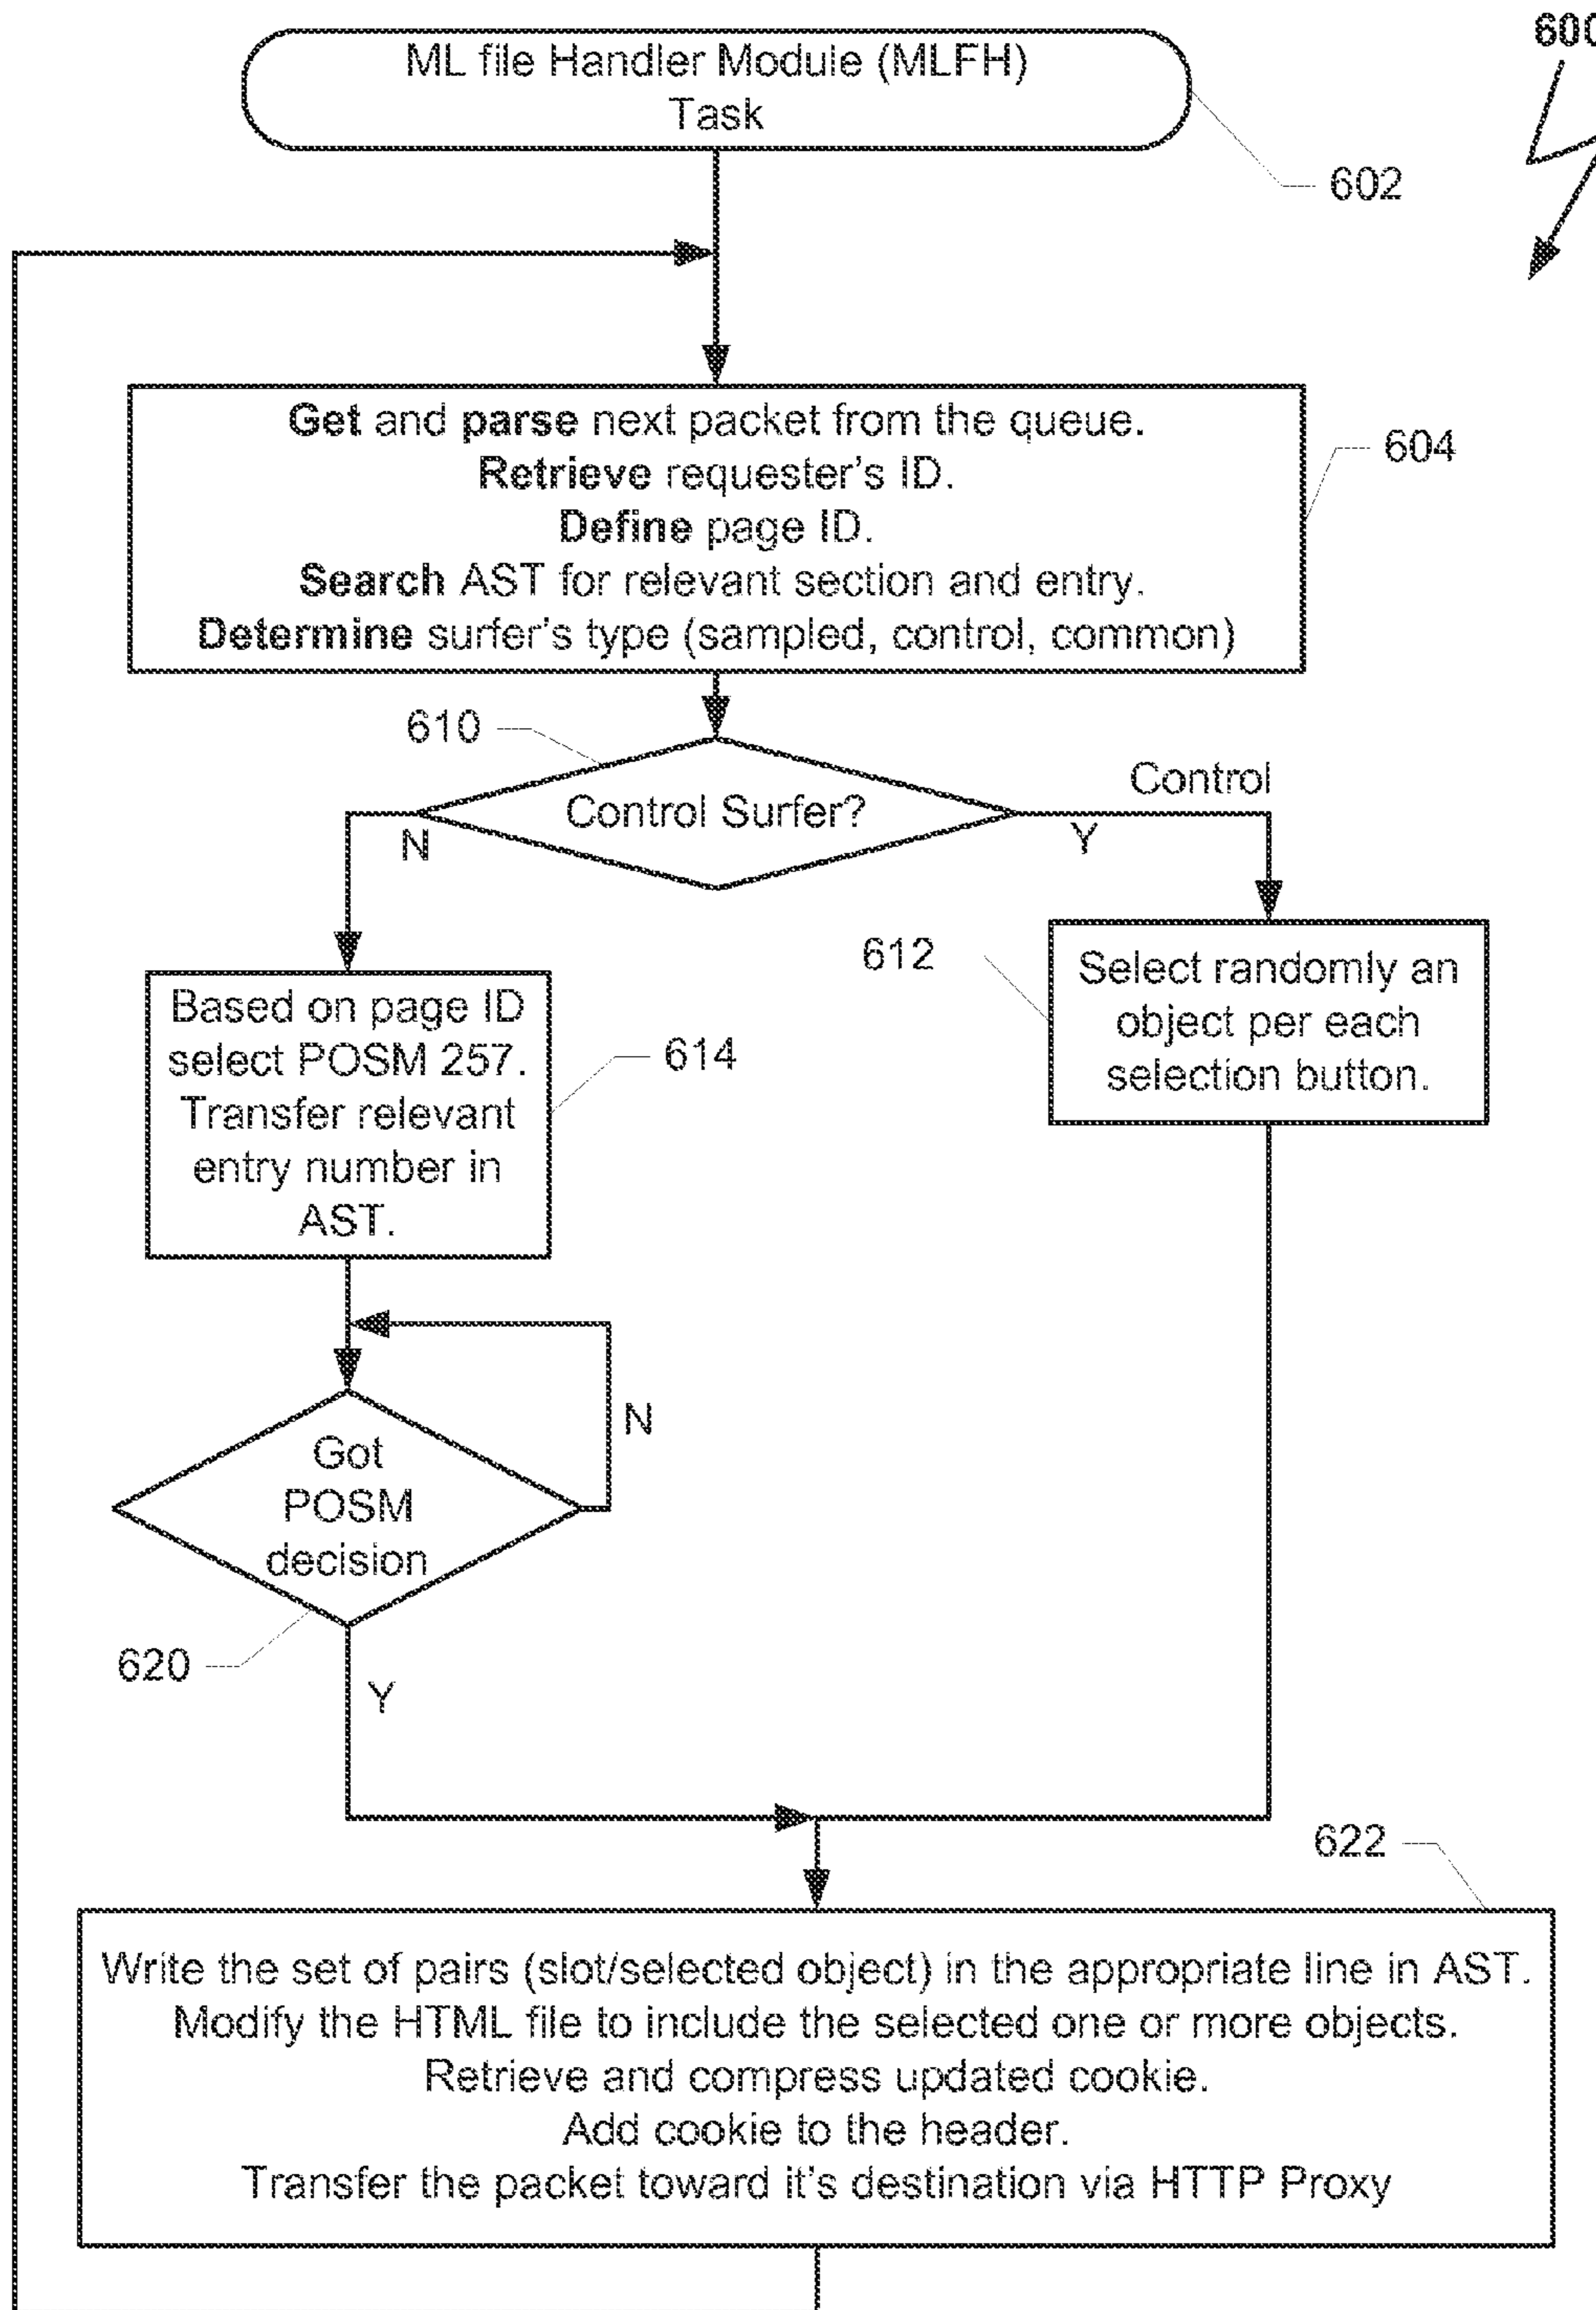 600
ML file Handler Module (MLFH)
Task
602
Get and parse next packet from the queue.
Retrieve requester's ID.
Define page ID.
Search AST for relevant section and entry.
Determine surfer's type (sampled, control, common)
604
610
Control Surfer?
Control
N
Y
612
Select randomly an
object per each
selection button.
Based on page ID
select POSM 257.
Transfer relevant
entry number in
AST.
614
Got
POSM
decision
N
620
Y
622
Write the set of pairs (slot/selected object) in the appropriate line in AST.
Modify the HTML file to include the selected one or more objects.
Retrieve and compress updated cookie.
Add cookie to the header.
Transfer the packet toward it's destination via HTTP Proxy